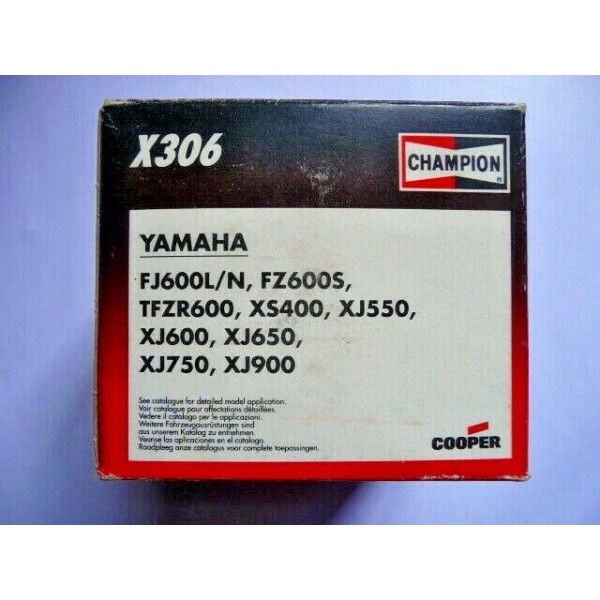 X306
CHAMPION
®
YAMAHA
FJ600L/N, FZ600S,
TFZR600, XS400, XJ550,
XJ600, XJ650,
XJ750, XJ900
See catalogue for detailed model application.
Voir catalogue pour affectations détaillées.
Vedere il catalogo per le applicazioni.
Weitere Fahrzeugausrüstungen sind
aus unserem Katalog zu entnehmen.
Veanse las aplicaciones en el catalogo.
Raadpleeg onze catalogus voor complete toepassingen.
COOPER